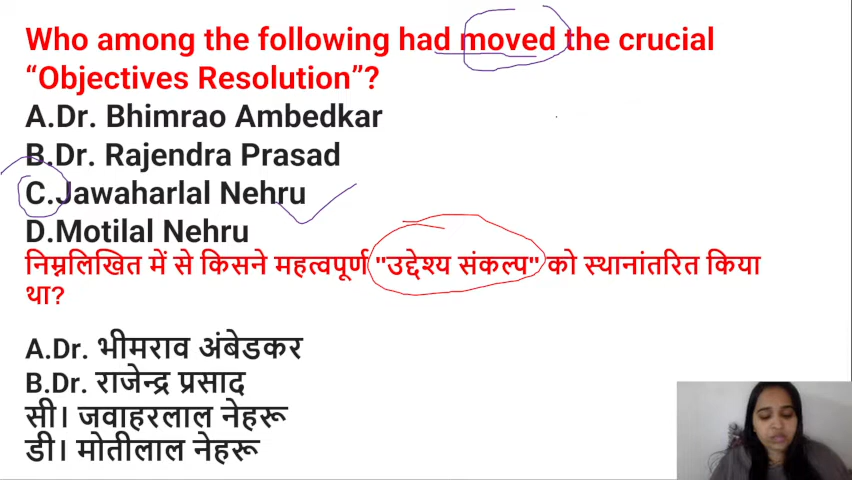 Who among the following had moved the crucial
“Objectives Resolution”?
A.Dr. Bhimrao Ambedkar
B.Dr. Rajendra Prasad
C.Jawaharlal Nehru
D.Motilal Nehru
निम्नलिखित में से किसने महत्वपूर्ण "उद्देश्य संकल्प" को स्थानांतरित किया
था?
A.Dr. भीमराव अंबेडकर
B.Dr. राजेन्द्र प्रसाद
सी। जवाहरलाल नेहरू
डी। मोतीलाल नेहरू